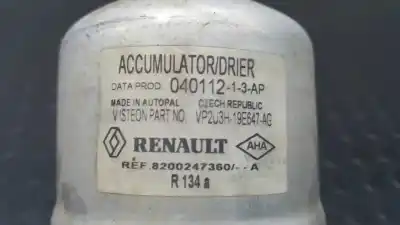 ACCUMULATOR/DRIER
DATA PROD. 040112-1-3-AP
MADE IN AUTOPAL CZECH REPUBLIC
VISTEON PART NO. VP2U3H-19E647-AG
RENAULT AHA
RÉF.8200247360/--A
R 134 a